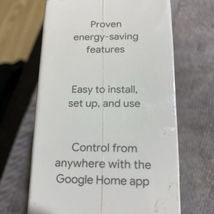 Proven
energy-saving
features
Easy to install,
set up, and use
Control from
anywhere with the
Google Home app